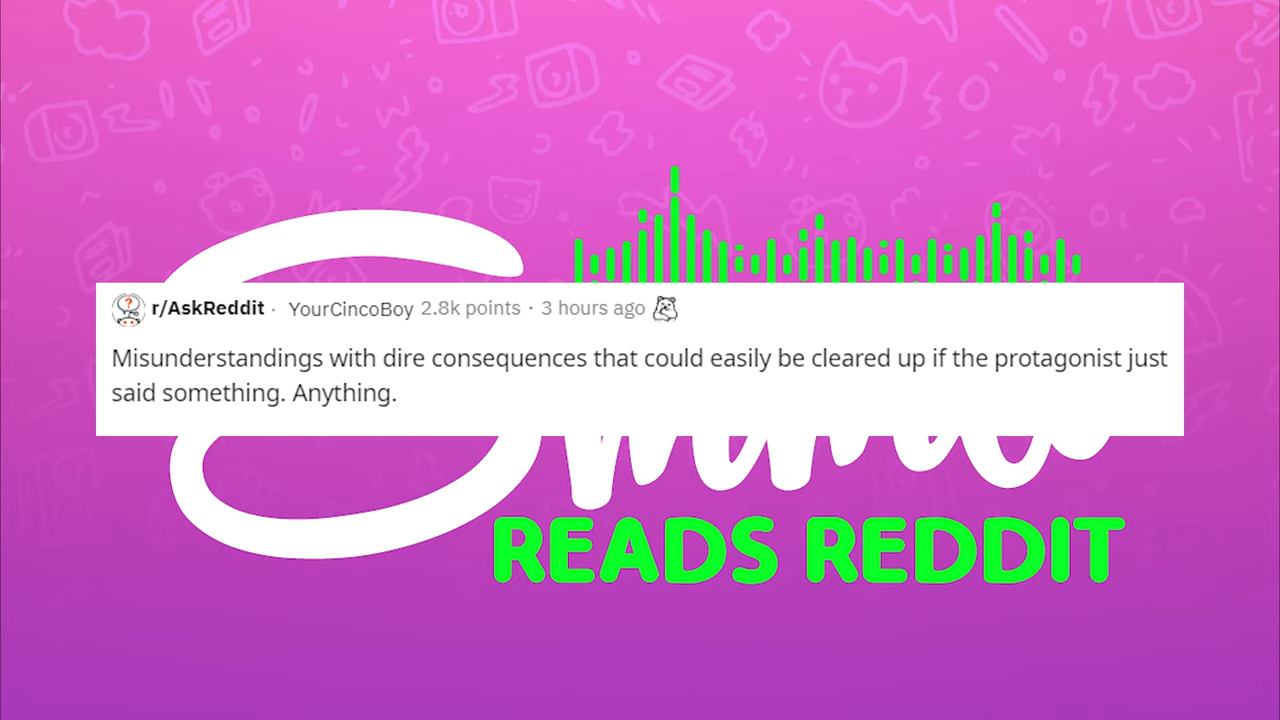 r/AskReddit · YourCincoBoy 2.8k points · 3 hours ago
Misunderstandings with dire consequences that could easily be cleared up if the protagonist just
said something. Anything.
READS REDDIT